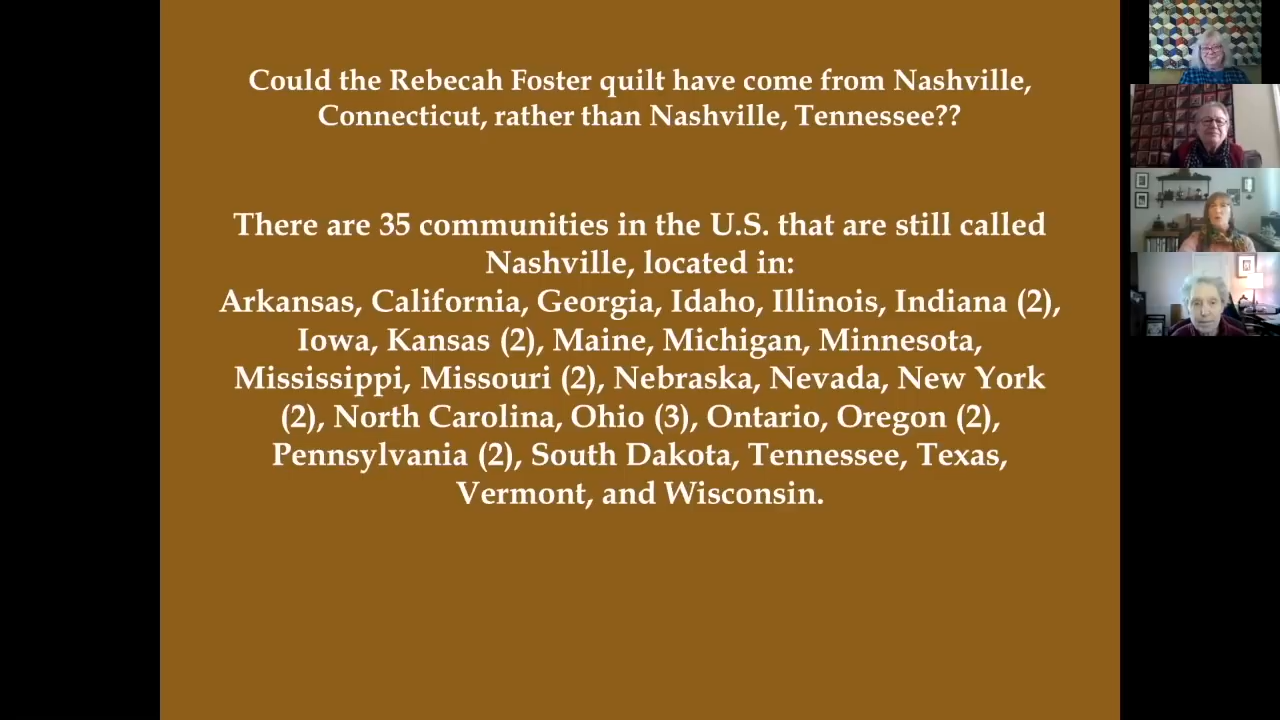 Could the Rebecah Foster quilt have come from Nashville,
Connecticut, rather than Nashville, Tennessee??
There are 35 communities in the U.S. that are still called
Nashville, located in:
Arkansas, California, Georgia, Idaho, Illinois, Indiana (2),
Iowa, Kansas (2), Maine, Michigan, Minnesota,
Mississippi, Missouri (2), Nebraska, Nevada, New York
(2), North Carolina, Ohio (3), Ontario, Oregon (2),
Pennsylvania (2), South Dakota, Tennessee, Texas,
Vermont, and Wisconsin.